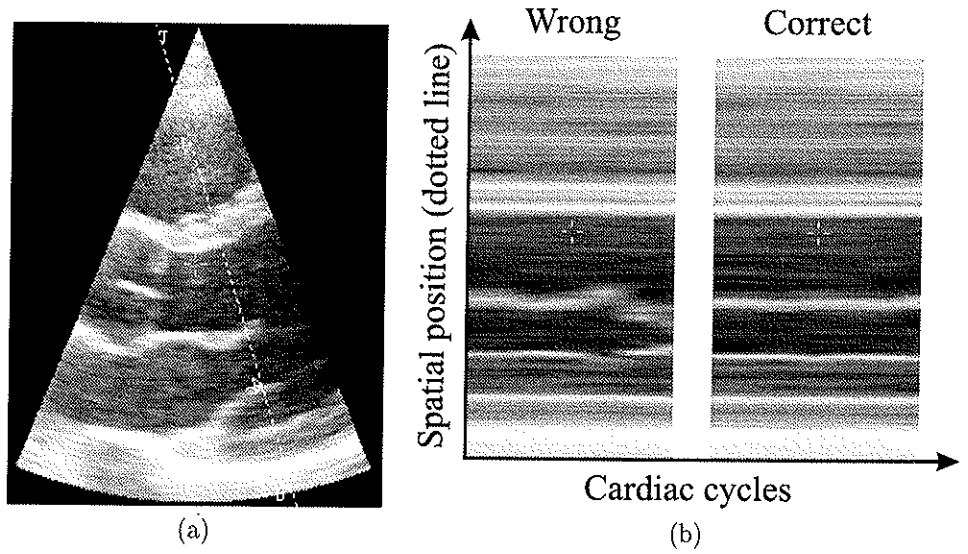 Wrong
Correct
Spatial position (dotted line)
Cardiac cycles
(a)
(b)